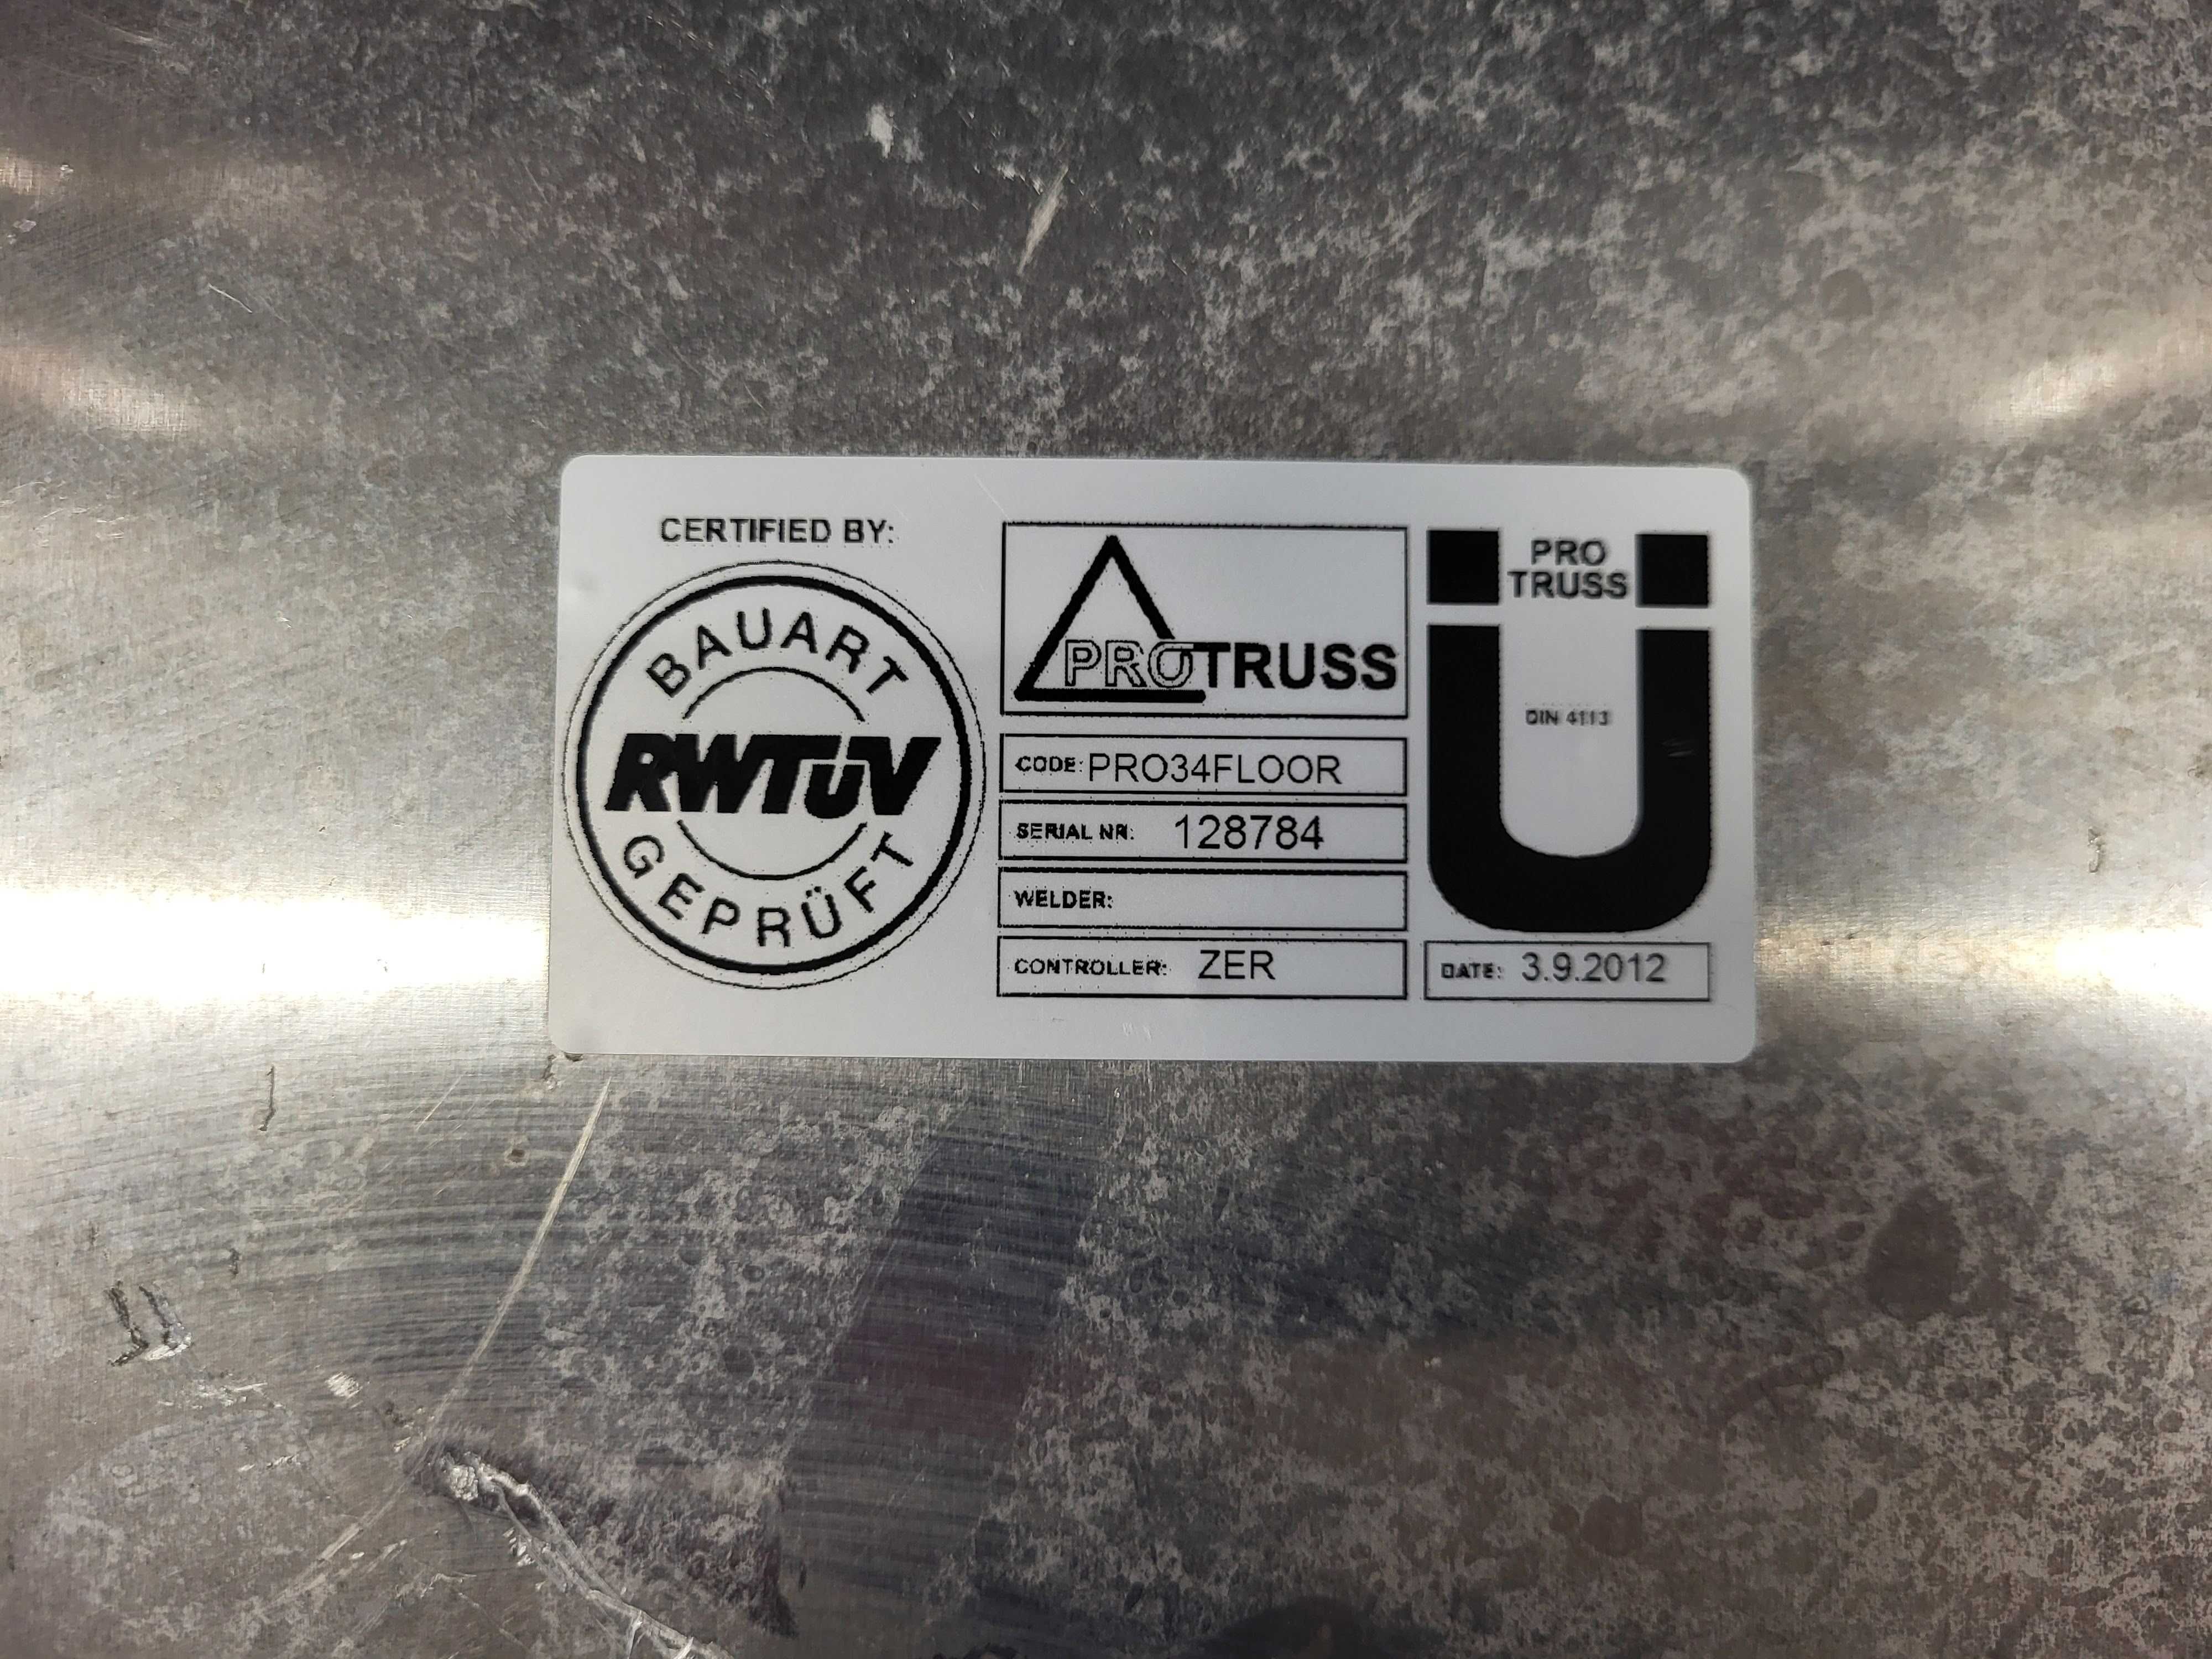 CERTIFIED BY:
BAUART
RWTÜV
GEPRÜFT
PROTRUSS
CODE: PRO34FLOOR
SERIAL NR: 128784
WELDER:
CONTROLLER: ZER
PRO
TRUSS
DIN 4113
DATE: 3.9.2012